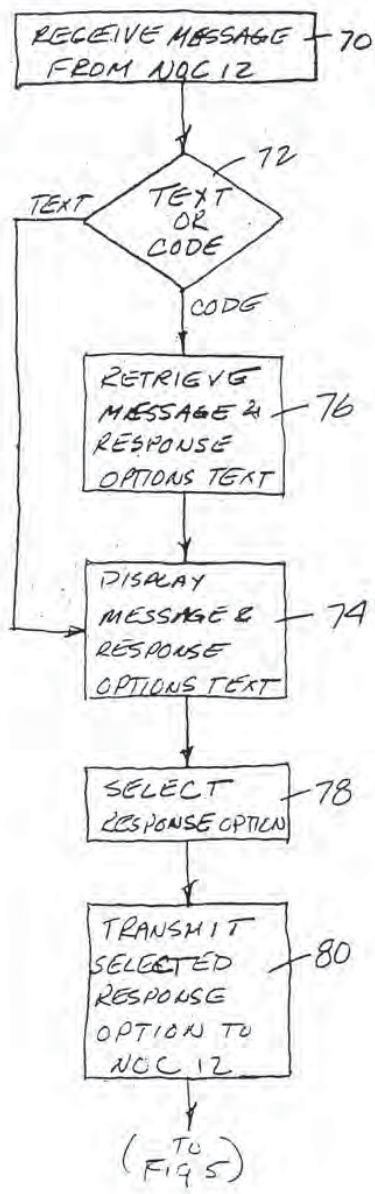 RECEIVE MESSAGE
FROM NOC 12
70
72
TEXT
OR
CODE
TEXT
CODE
RETRIEVE
MESSAGE &
RESPONSE
OPTIONS TEXT
76
DISPLAY
MESSAGE &
RESPONSE
OPTIONS TEXT
74
SELECT
RESPONSE OPTION
78
TRANSMIT
SELECTED
RESPONSE
OPTION TO
NOC 12
80
(TO
FIG 5)